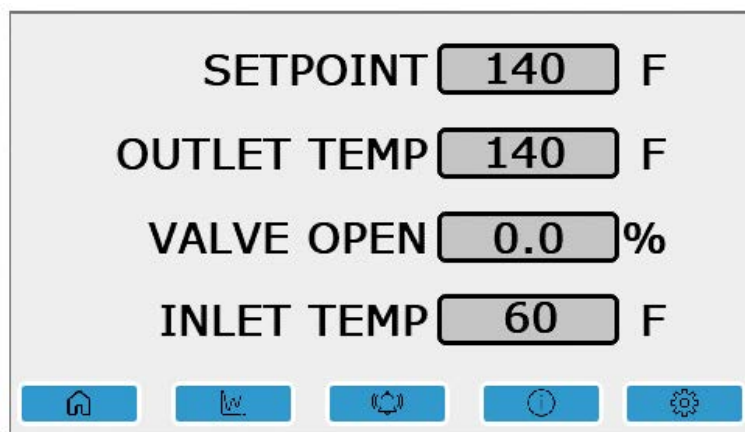 SETPOINT 140 F
OUTLET TEMP 140 F
VALVE OPEN 0.0 %
INLET TEMP 60 F